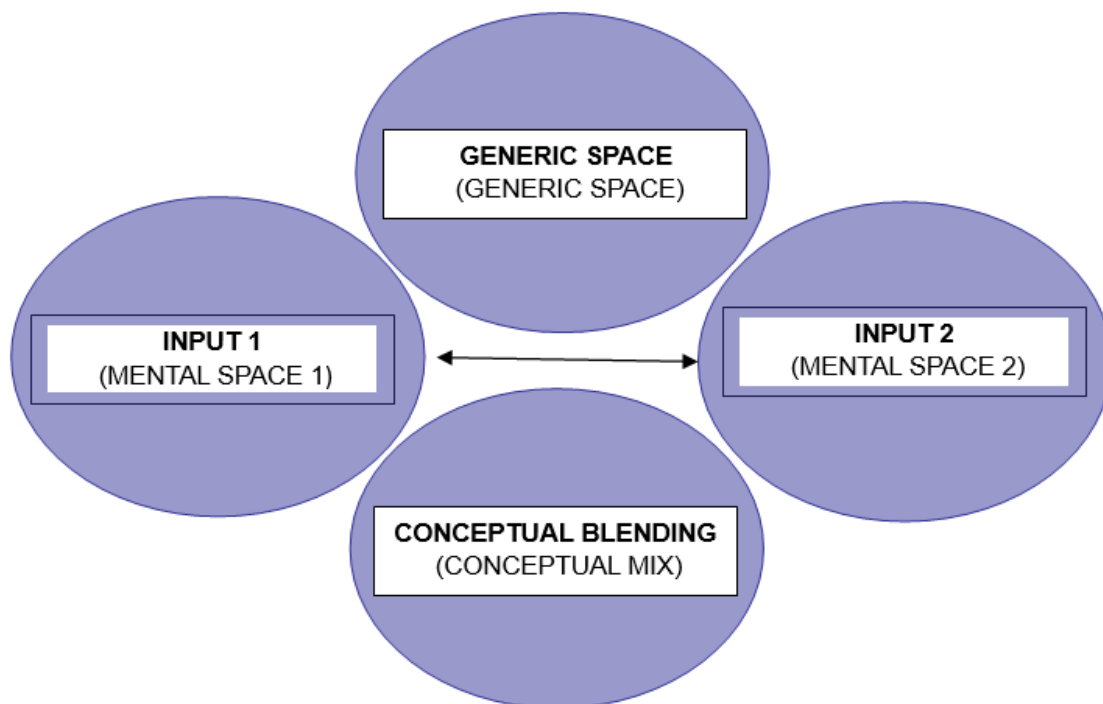 GENERIC SPACE
(GENERIC SPACE)
INPUT 1
(MENTAL SPACE 1)
INPUT 2
(MENTAL SPACE 2)
CONCEPTUAL BLENDING
(CONCEPTUAL MIX)